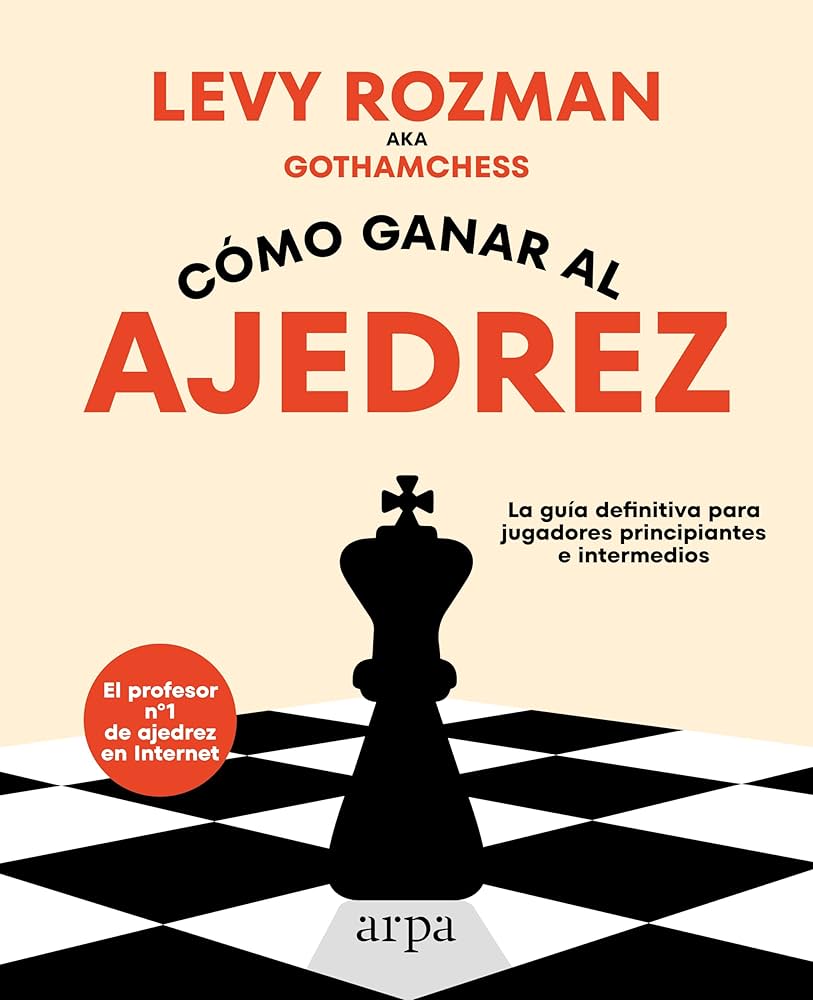 LEVY ROZMAN
AKA
GOTHAMCHESS
CÓMO GANAR AL
AJEDREZ
La guía definitiva para
jugadores principiantes
e intermedios
El profesor
nº1
de ajedrez
en Internet
arpa